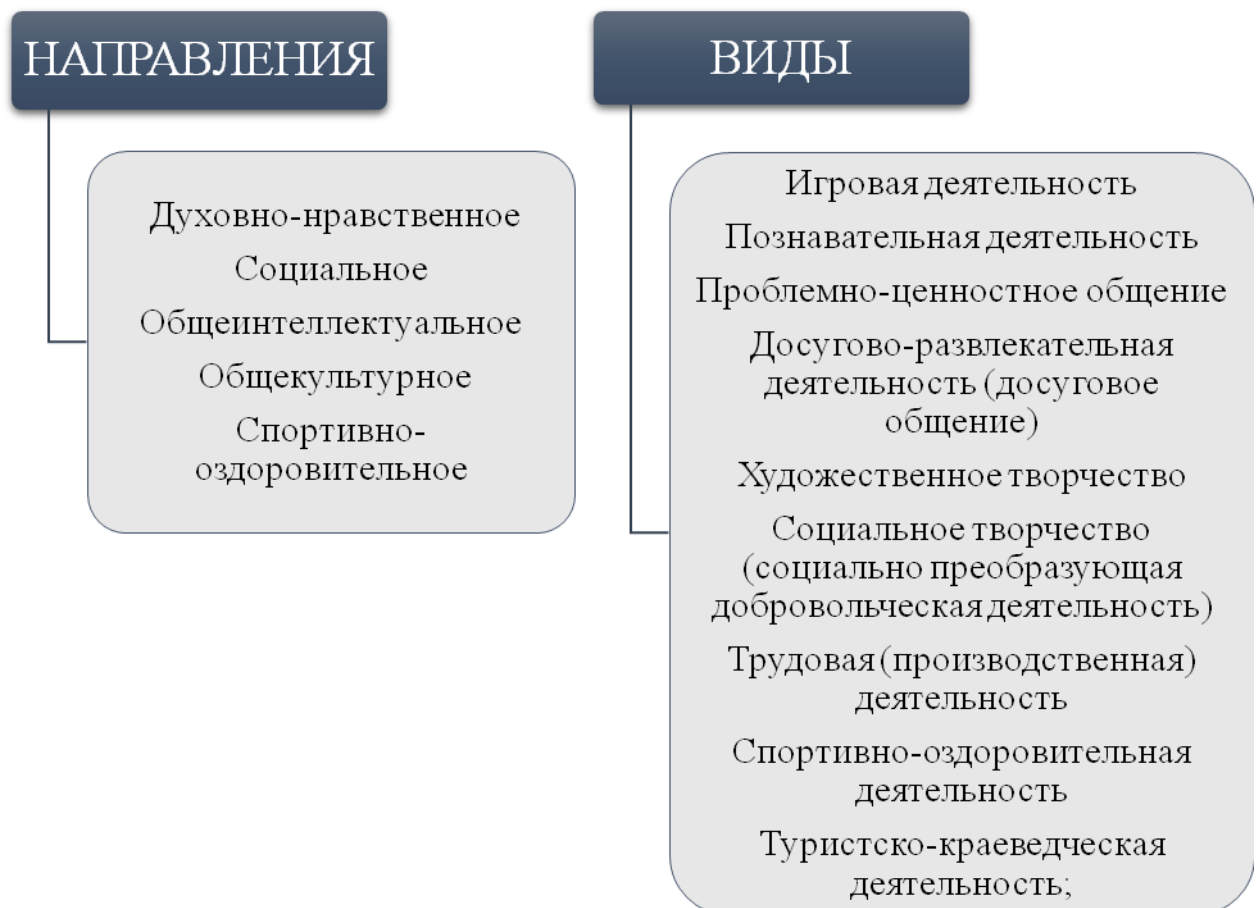 НАПРАВЛЕНИЯ
Духовно-нравственное
Социальное
Общеинтеллектуальное
Общекультурное
Спортивно-
оздоровительное
ВИДЫ
Игровая деятельность
Познавательная деятельность
Проблемно-ценностное общение
Досугово-развлекательная
деятельность (досуговое
общение)
Художественное творчество
Социальное творчество
(социально преобразующая
добровольческая деятельность)
Трудовая (производственная)
деятельность
Спортивно-оздоровительная
деятельность
Туристско-краеведческая
деятельность;